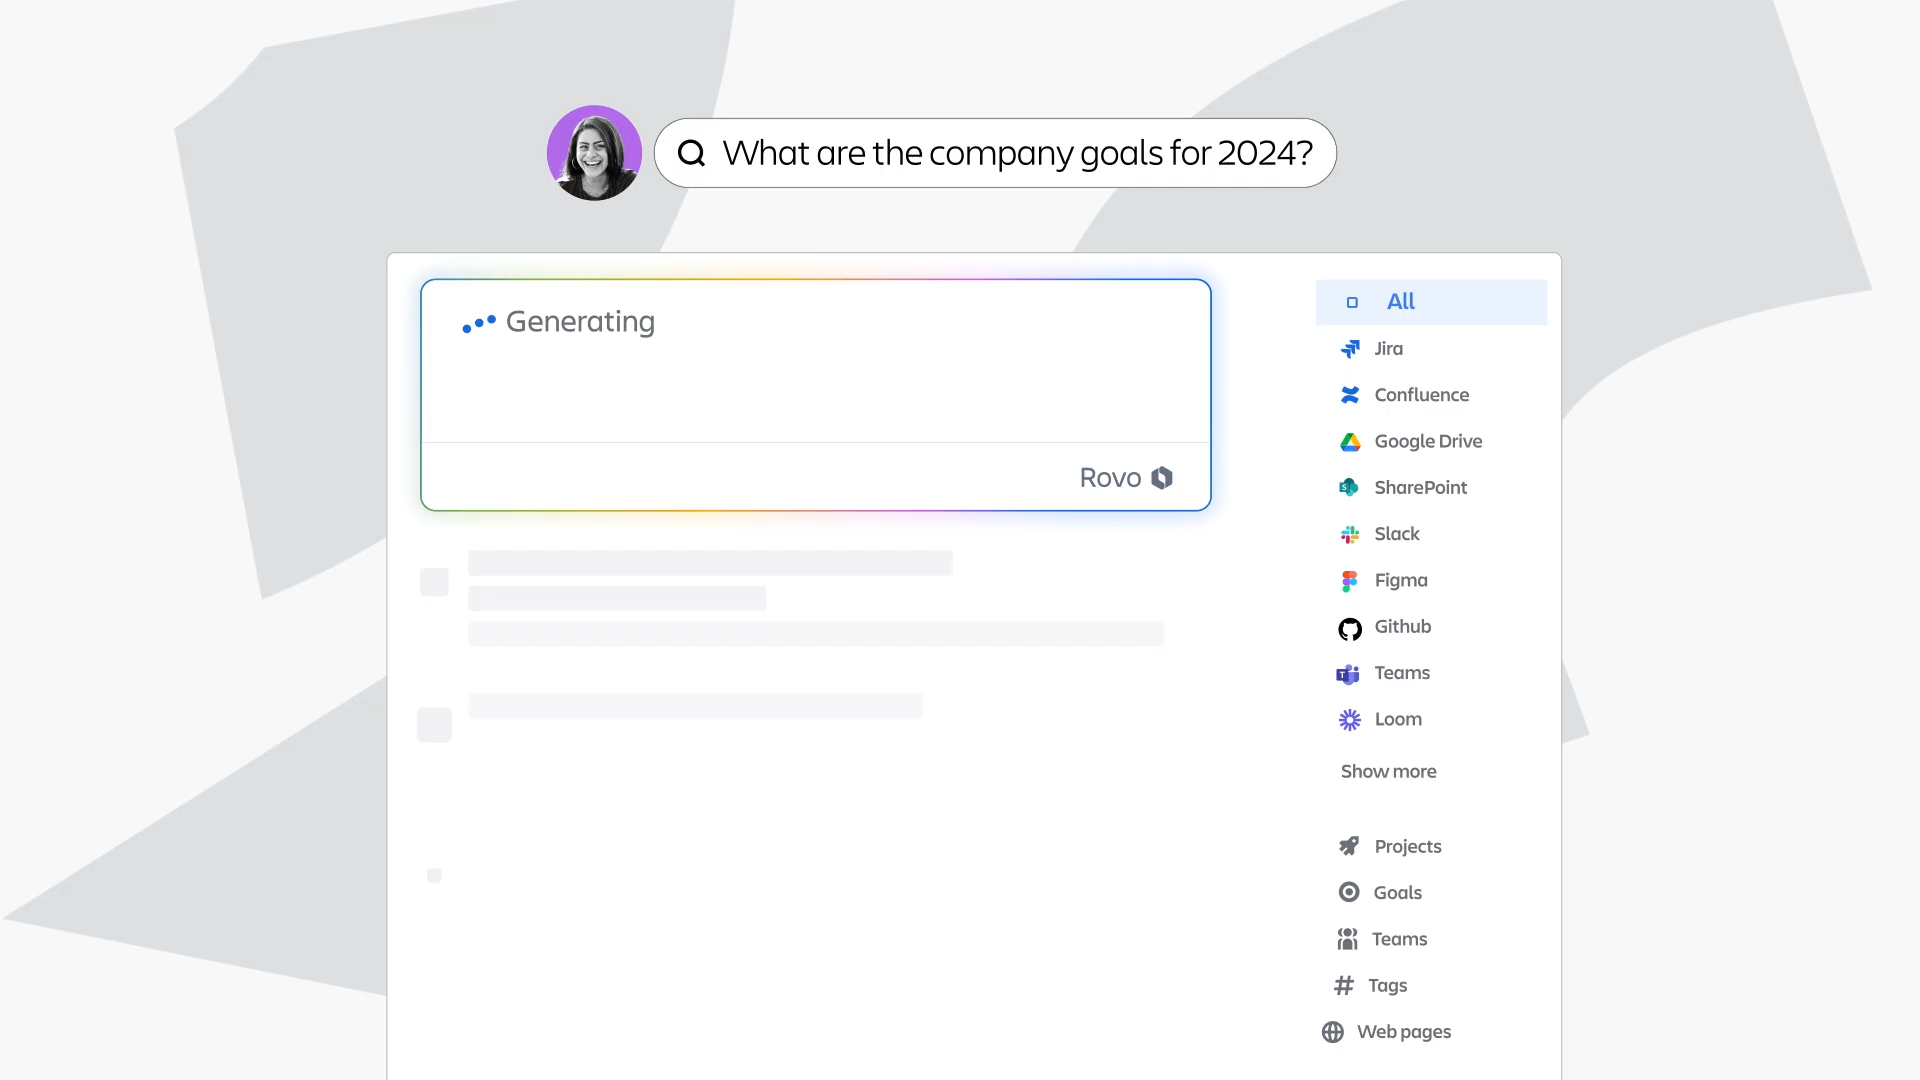 What are the company goals for 2024?
Generating
Rovo
All
Jira
Confluence
Google Drive
SharePoint
Slack
Figma
Github
Teams
Loom
Show more
Projects
Goals
Teams
Tags
Web pages